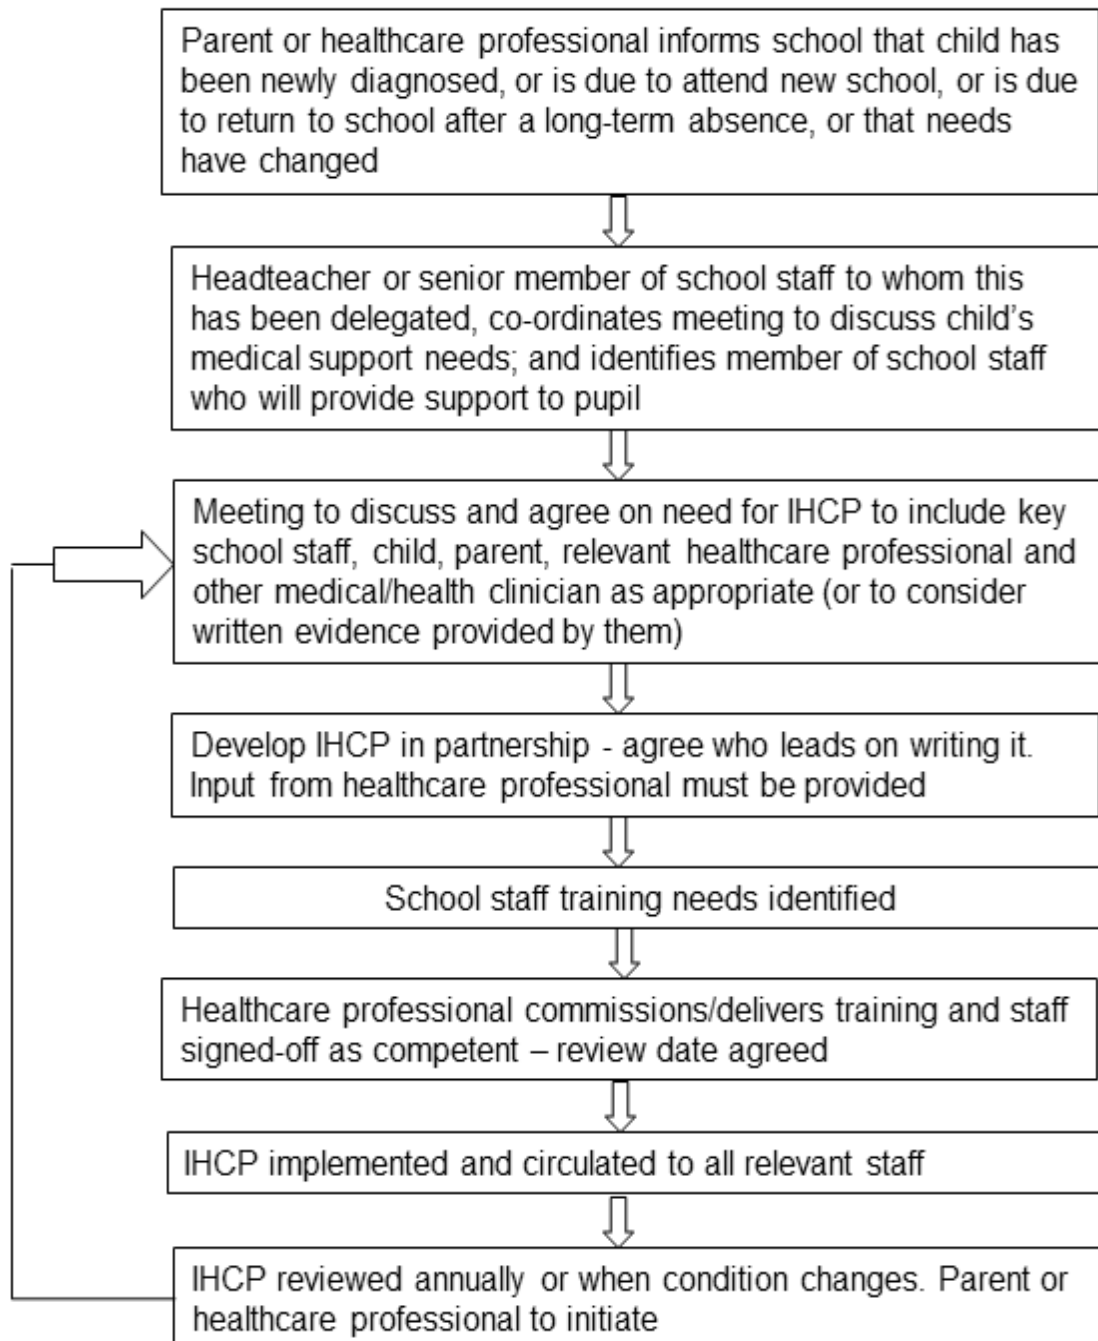 Parent or healthcare professional informs school that child has
been newly diagnosed, or is due to attend new school, or is due
to return to school after a long-term absence, or that needs
have changed
Headteacher or senior member of school staff to whom this
has been delegated, co-ordinates meeting to discuss child’s
medical support needs; and identifies member of school staff
who will provide support to pupil
Meeting to discuss and agree on need for IHCP to include key
school staff, child, parent, relevant healthcare professional and
other medical/health clinician as appropriate (or to consider
written evidence provided by them)
Develop IHCP in partnership - agree who leads on writing it.
Input from healthcare professional must be provided
School staff training needs identified
Healthcare professional commissions/delivers training and staff
signed-off as competent – review date agreed
IHCP implemented and circulated to all relevant staff
IHCP reviewed annually or when condition changes. Parent or
healthcare professional to initiate